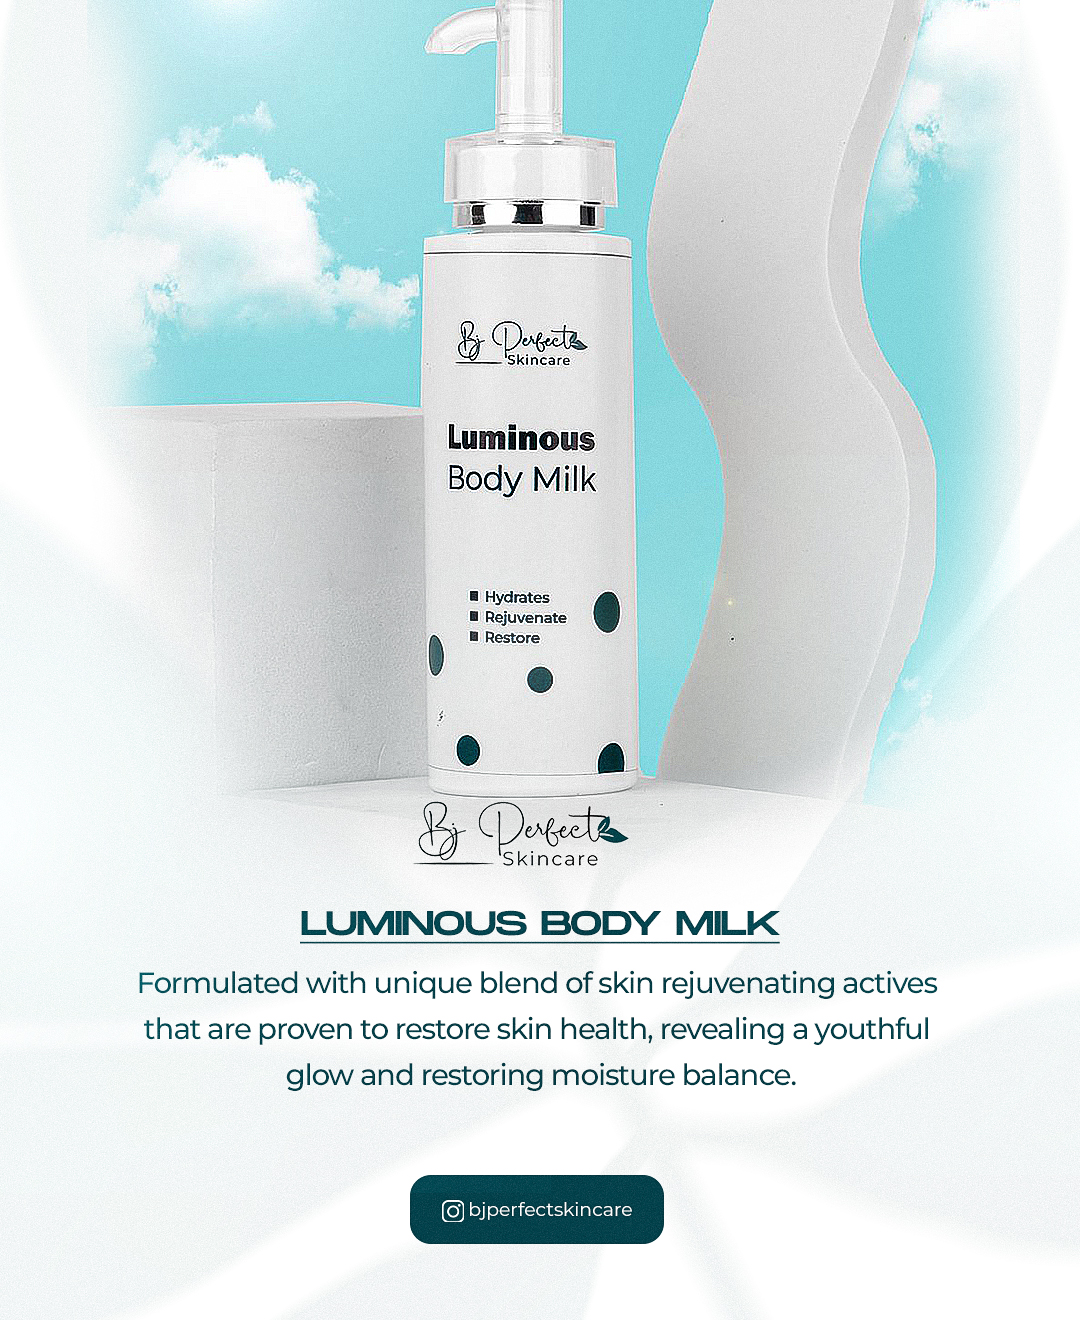 Bj Perfect
Skincare
Luminous
Body Milk
Hydrates
Rejuvenate
Restore
Bj Perfect
Skincare
LUMINOUS BODY MILK
Formulated with unique blend of skin rejuvenating actives
that are proven to restore skin health, revealing a youthful
glow and restoring moisture balance.
bjperfectskincare